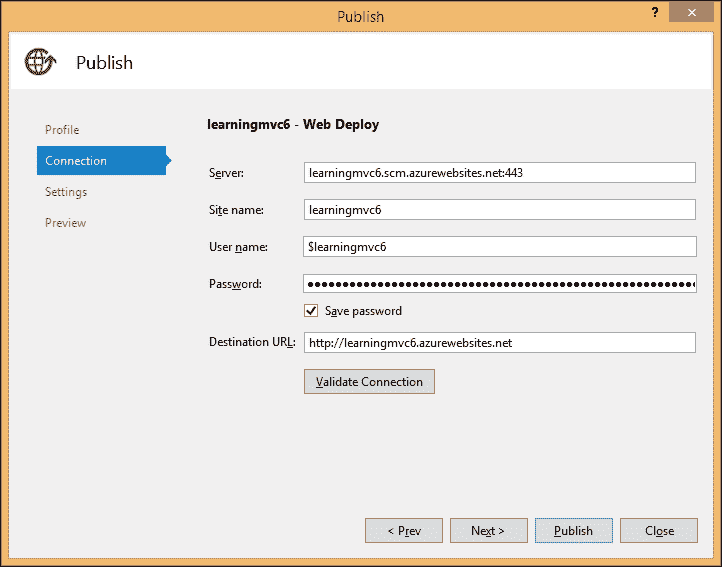 Publish
?
Publish
Profile
Connection
Settings
Preview
learningmvc6 - Web Deploy
Server: learningmvc6.scm.azurewebsites.net:443
Site name: learningmvc6
User name: $learningmvc6
Password:
Save password
Destination URL: http://learningmvc6.azurewebsites.net
Validate Connection
< Prev Next > Publish Close